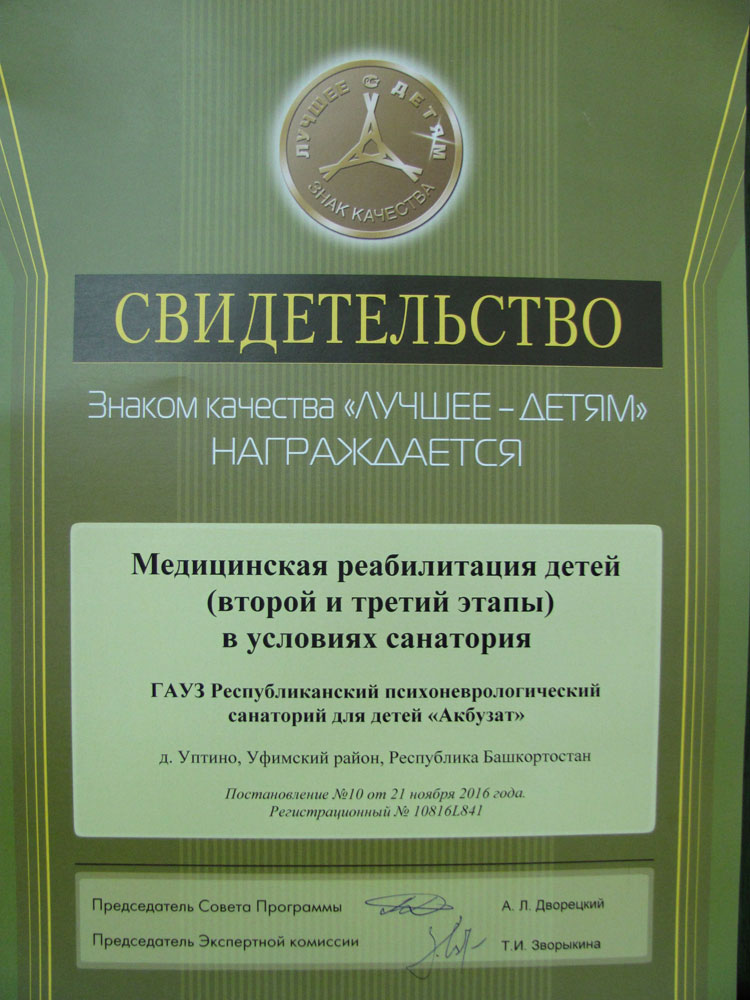 ЛУЧШЕЕ ДЕТЯМ
ЗНАК КАЧЕСТВА
СВИДЕТЕЛЬСТВО
Знаком качества «ЛУЧШЕЕ – ДЕТЯМ»
НАГРАЖДАЕТСЯ
Медицинская реабилитация детей
(второй и третий этапы)
в условиях санатория
ГАУЗ Республиканский психоневрологический
санаторий для детей «Акбузат»
д. Уптино, Уфимский район, Республика Башкортостан
Постановление №10 от 21 ноября 2016 года.
Регистрационный № 10816L841
Председатель Совета Программы А. Л. Дворецкий
Председатель Экспертной комиссии Т.И. Зворыкина